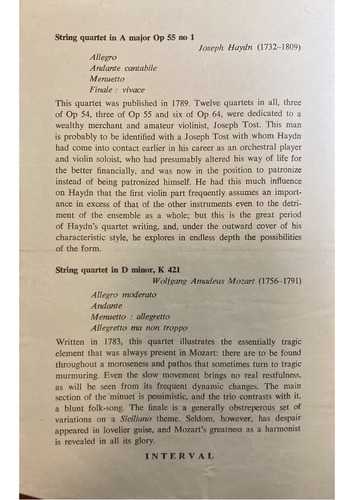 String quartet in A major Op 55 no 1
Joseph Haydn (1732–1809)
Allegro
Andante cantabile
Menuetto
Finale : vivace
This quartet was published in 1789. Twelve quartets in all, three
of Op 54, three of Op 55 and six of Op 64, were dedicated to a
wealthy merchant and amateur violinist, Joseph Tost. This man
is probably to be identified with a Joseph Tost with whom Haydn
had come into contact earlier in his career as an orchestral player
and violin soloist, who had presumably altered his way of life for
the better financially, and was now in the position to patronize
instead of being patronized himself. He had this much influence
on Haydn that the first violin part frequently assumes an import-
ance in excess of that of the other instruments even to the detri-
ment of the ensemble as a whole; but this is the great period
of Haydn's quartet writing, and, under the outward cover of his
characteristic style, he explores in endless depth the possibilities
of the form.
String quartet in D minor, K 421
Wolfgang Amadeus Mozart (1756–1791)
Allegro moderato
Andante
Menuetto : allegretto
Allegretto ma non troppo
Written in 1783, this quartet illustrates the essentially tragic
element that was always present in Mozart: there are to be found
throughout a moroseness and pathos that sometimes turn to tragic
murmuring. Even the slow movement brings no real restfulness,
as will be seen from its frequent dynamic changes. The main
section of the minuet is pessimistic, and the trio contrasts with it,
a blunt folk-song. The finale is a generally obstreperous set of
variations on a Siciliano theme. Seldom, however, has despair
appeared in lovelier guise, and Mozart's greatness as a harmonist
is revealed in all its glory.
INTERVAL